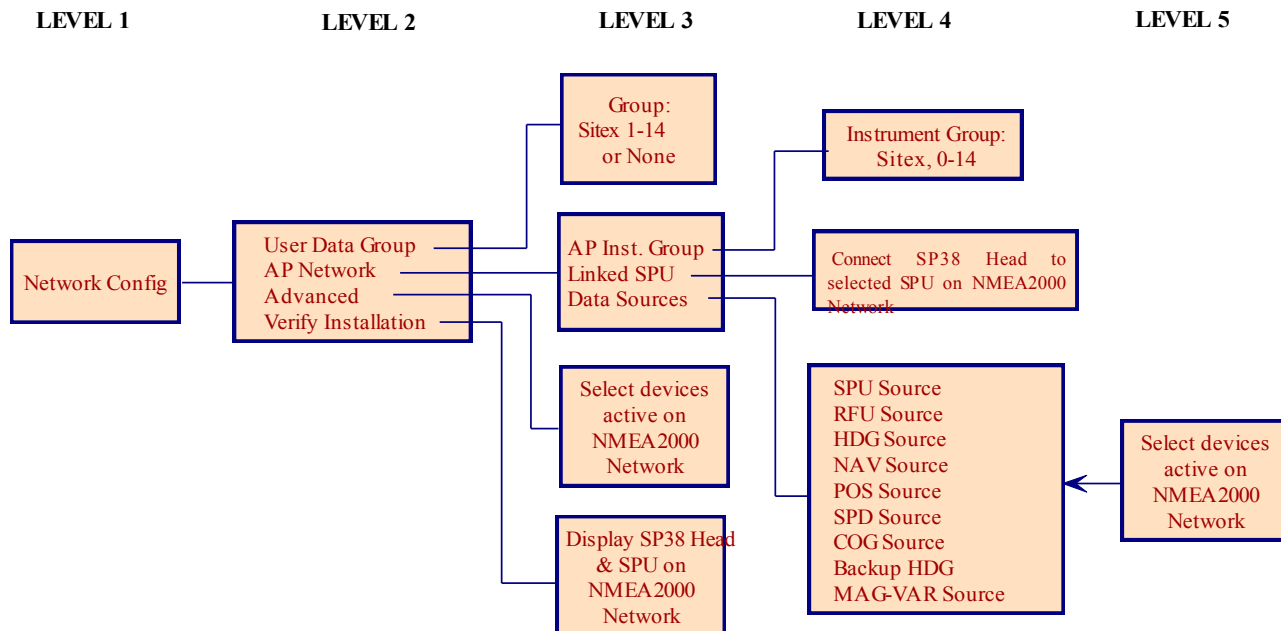 LEVEL 1
LEVEL 2
LEVEL 3
LEVEL 4
LEVEL 5
Network Config
User Data Group
AP Network
Advanced
Verify Installation
Group:
Sitex 1-14
or None
AP Inst. Group
Linked SPU
Data Sources
Select devices
active on
NMEA2000
Network
Display SP38 Head
& SPU on
NMEA2000
Network
Instrument Group:
Sitex, 0-14
Connect SP38 Head to
selected SPU on NMEA2000
Network
SPU Source
RFU Source
HDG Source
NAV Source
POS Source
SPD Source
COG Source
Backup HDG
MAG-VAR Source
Select devices
active on
NMEA2000
Network